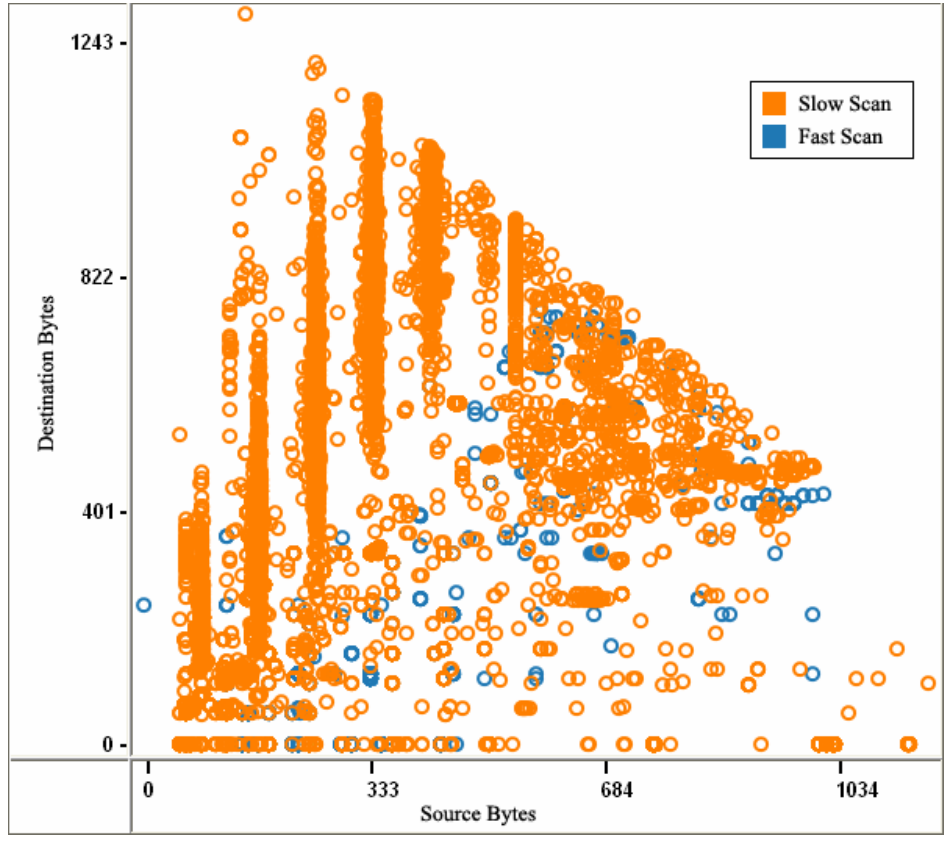 1243
Slow Scan
Fast Scan
822
Destination Bytes
401
0
0
333
684
1034
Source Bytes